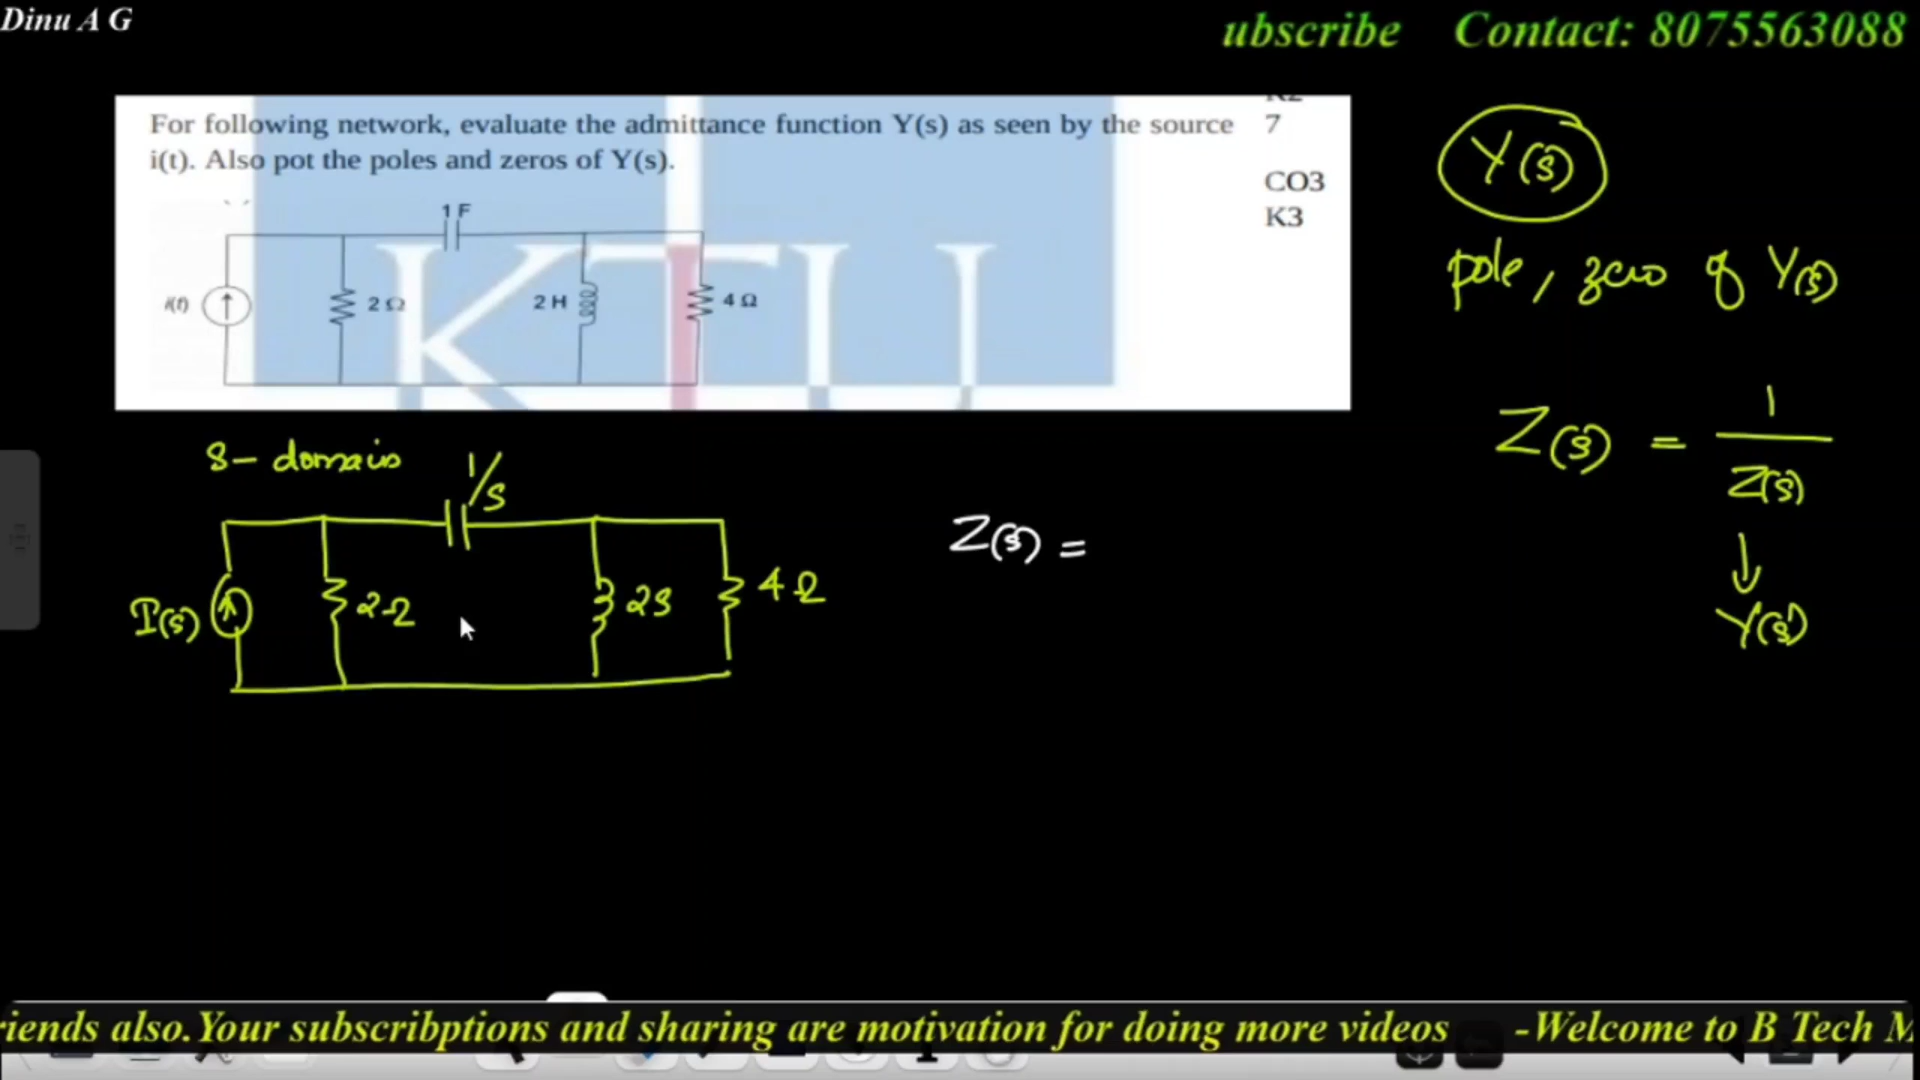 Dinu A G
ubscribe Contact: 8075563088
For following network, evaluate the admittance function Y(s) as seen by the source 7
i(t). Also pot the poles and zeros of Y(s).
CO3
K3
1 F
i(t)
2 Ω
2 H
4 Ω
KTU
Y(s)
pole, zero of Y(s)
Z(s) = 1
Z(s)
Y(s)
S- domain
1/S
I(s)
2Ω
2S
4Ω
Z(s) =
riends also.Your subscribptions and sharing are motivation for doing more videos -Welcome to B Tech M